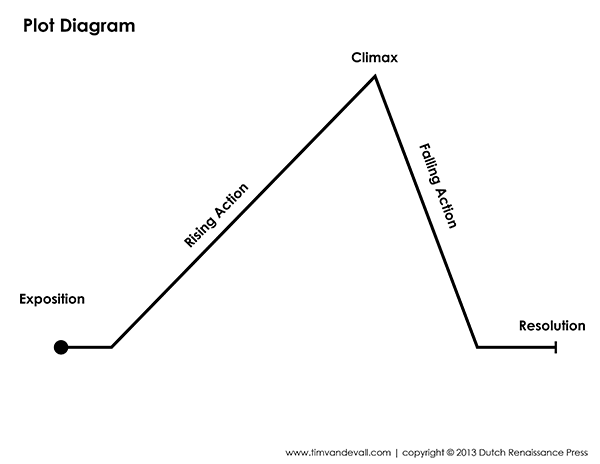 Plot Diagram
Climax
Rising Action
Falling Action
Exposition
Resolution
www.timvandevall.com | copyright © 2013 Dutch Renaissance Press